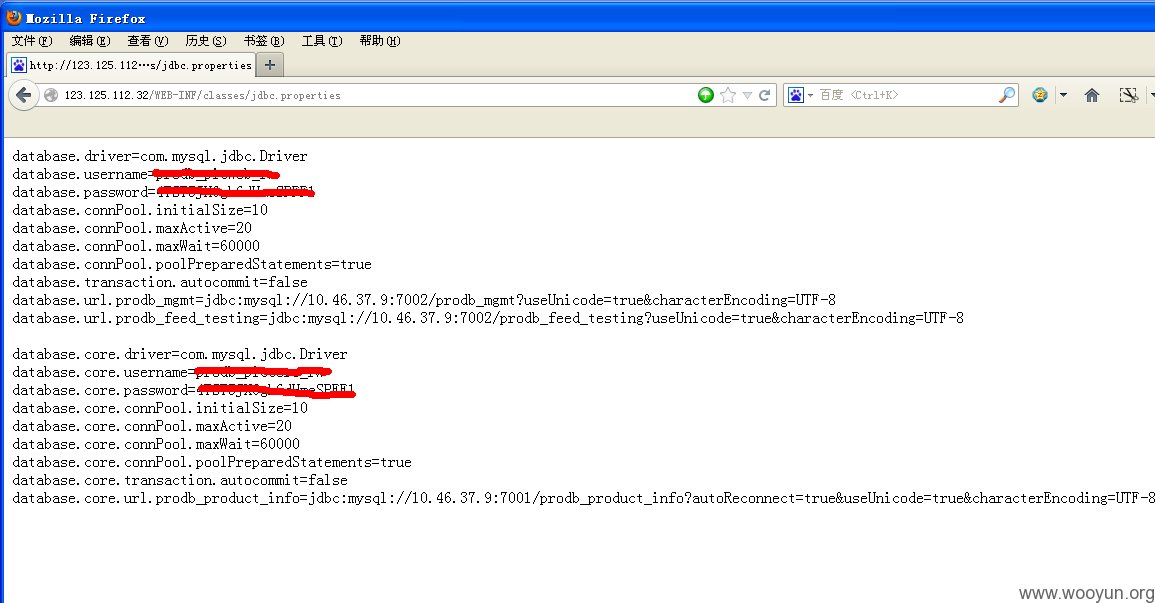 Mozilla Firefox
文件(F) 编辑(E) 查看(V) 历史(S) 书签(B) 工具(T) 帮助(H)
http://123.125.112…s/jdbc.properties
123.125.112.32/WEB-INF/classes/jdbc.properties
百度 <Ctrl+K>
database.driver=com.mysql.jdbc.Driver
database.username=
database.password=
database.connPool.initialSize=10
database.connPool.maxActive=20
database.connPool.maxWait=60000
database.connPool.poolPreparedStatements=true
database.transaction.autocommit=false
database.url.prodb_mgmt=jdbc:mysql://10.46.37.9:7002/prodb_mgmt?useUnicode=true&characterEncoding=UTF-8
database.url.prodb_feed_testing=jdbc:mysql://10.46.37.9:7002/prodb_feed_testing?useUnicode=true&characterEncoding=UTF-8
database.core.driver=com.mysql.jdbc.Driver
database.core.username=
database.core.password=
database.core.connPool.initialSize=10
database.core.connPool.maxActive=20
database.core.connPool.maxWait=60000
database.core.connPool.poolPreparedStatements=true
database.core.transaction.autocommit=false
database.core.url.prodb_product_info=jdbc:mysql://10.46.37.9:7001/prodb_product_info?autoReconnect=true&useUnicode=true&characterEncoding=UTF-8
www.wooyun.org